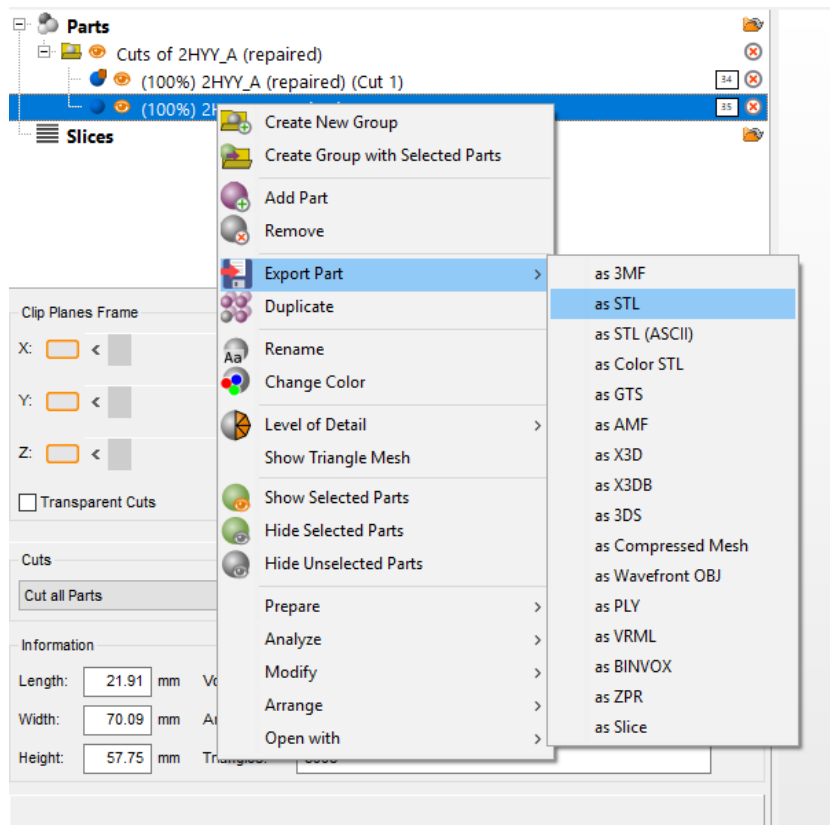 Parts
Cuts of 2HYY_A (repaired)
(100%) 2HYY_A (repaired) (Cut 1)
34
(100%)
35
Slices
Create New Group
Create Group with Selected Parts
Add Part
Remove
Export Part
Duplicate
Aa
Rename
Change Color
Level of Detail
Show Triangle Mesh
Show Selected Parts
Hide Selected Parts
Hide Unselected Parts
Prepare
Analyze
Modify
Arrange
Open with
as 3MF
as STL
as STL (ASCII)
as Color STL
as GTS
as AMF
as X3D
as X3DB
as 3DS
as Compressed Mesh
as Wavefront OBJ
as PLY
as VRML
as BINVOX
as ZPR
as Slice
Clip Planes Frame
X: <
Y: <
Z: <
Transparent Cuts
Cuts
Cut all Parts
Information
Length: 21.91 mm
Width: 70.09 mm
Height: 57.75 mm